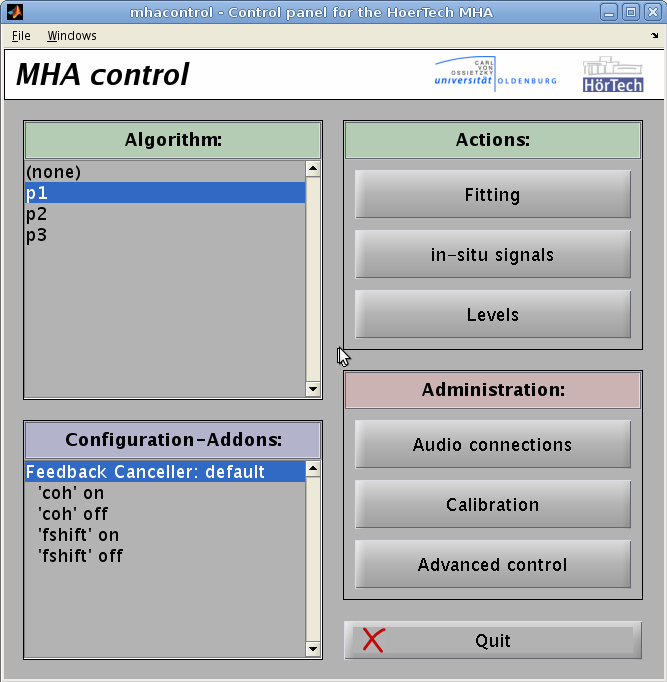 mhacontrol - Control panel for the HoerTech MHA
File Windows
MHA control
CARL
VON
OSSIETZKY
universität OLDENBURG
HörTech
Algorithm:
(none)
p1
p2
p3
Actions:
Fitting
in-situ signals
Levels
Configuration-Addons:
Feedback Canceller: default
'coh' on
'coh' off
'fshift' on
'fshift' off
Administration:
Audio connections
Calibration
Advanced control
Quit